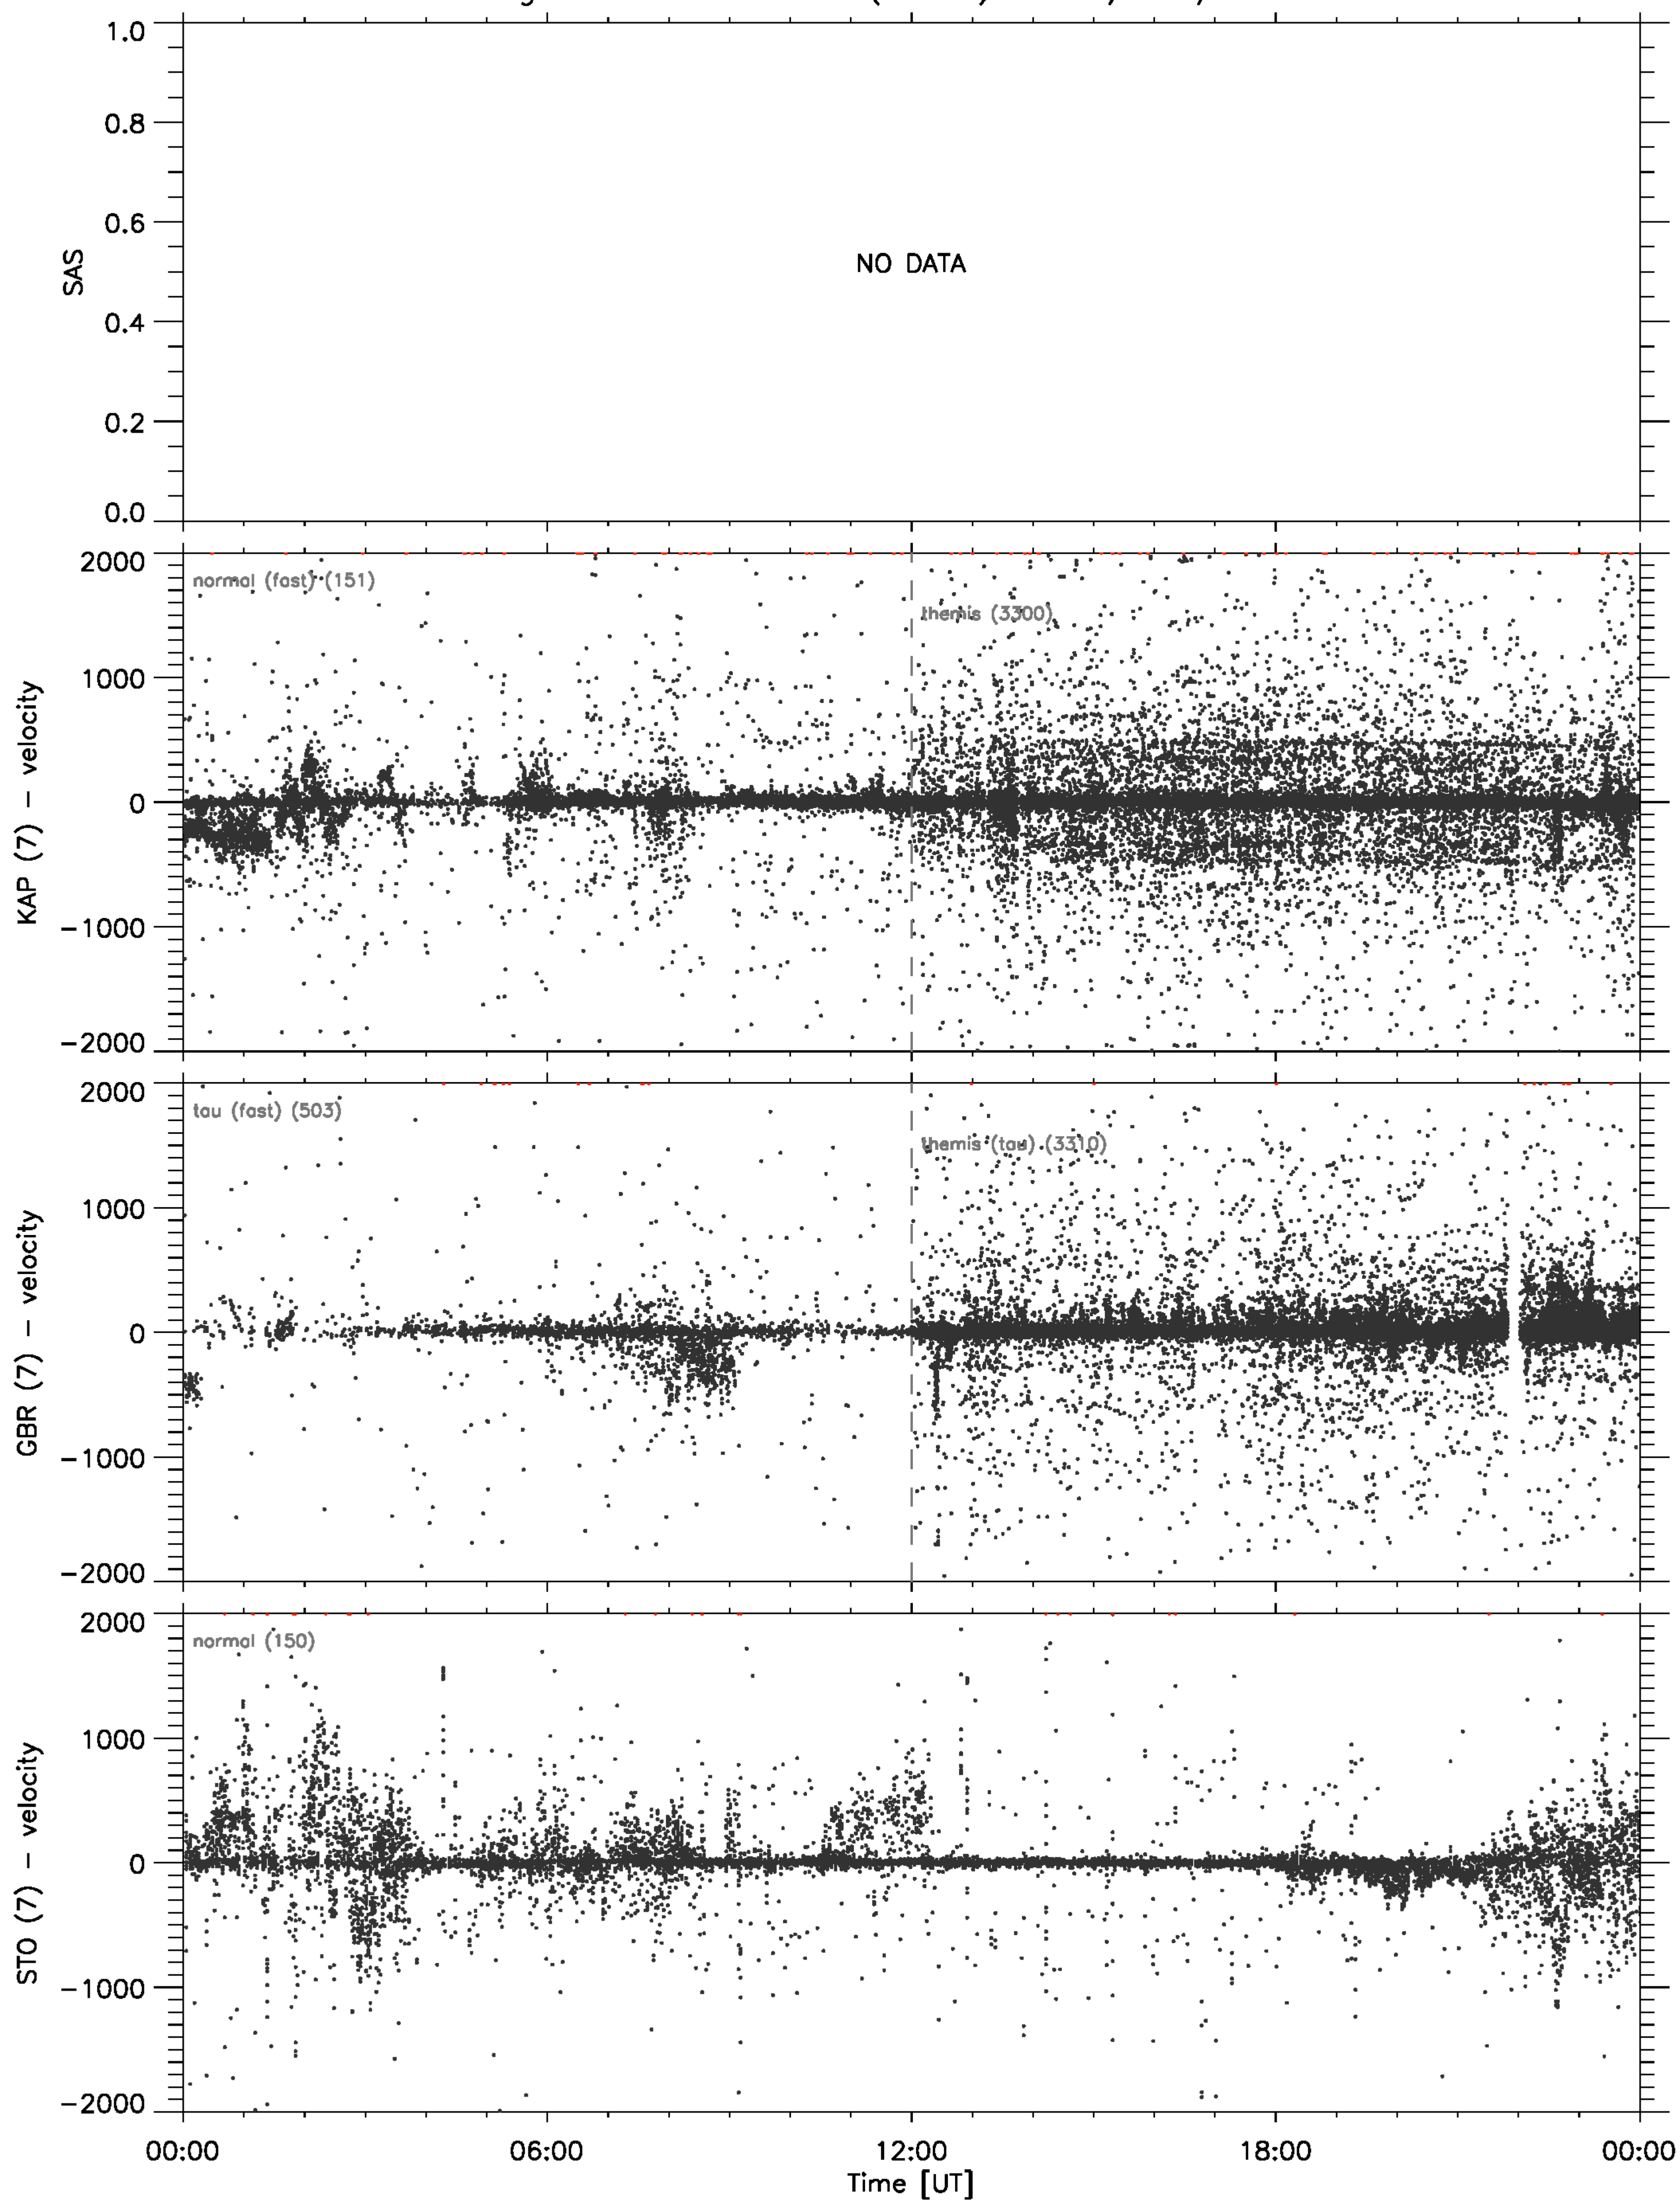 1.0
0.8
0.6
0.4
0.2
0.0
SAS
NO DATA
2000
1000
0
−1000
−2000
KAP (7) − velocity
normal (fast) (151)
themis (3300)
2000
1000
0
−1000
−2000
GBR (7) − velocity
tau (fast) (503)
themis (tau) (3310)
2000
1000
0
−1000
−2000
STO (7) − velocity
normal (150)
00:00 06:00 12:00 18:00 00:00
Time [UT]